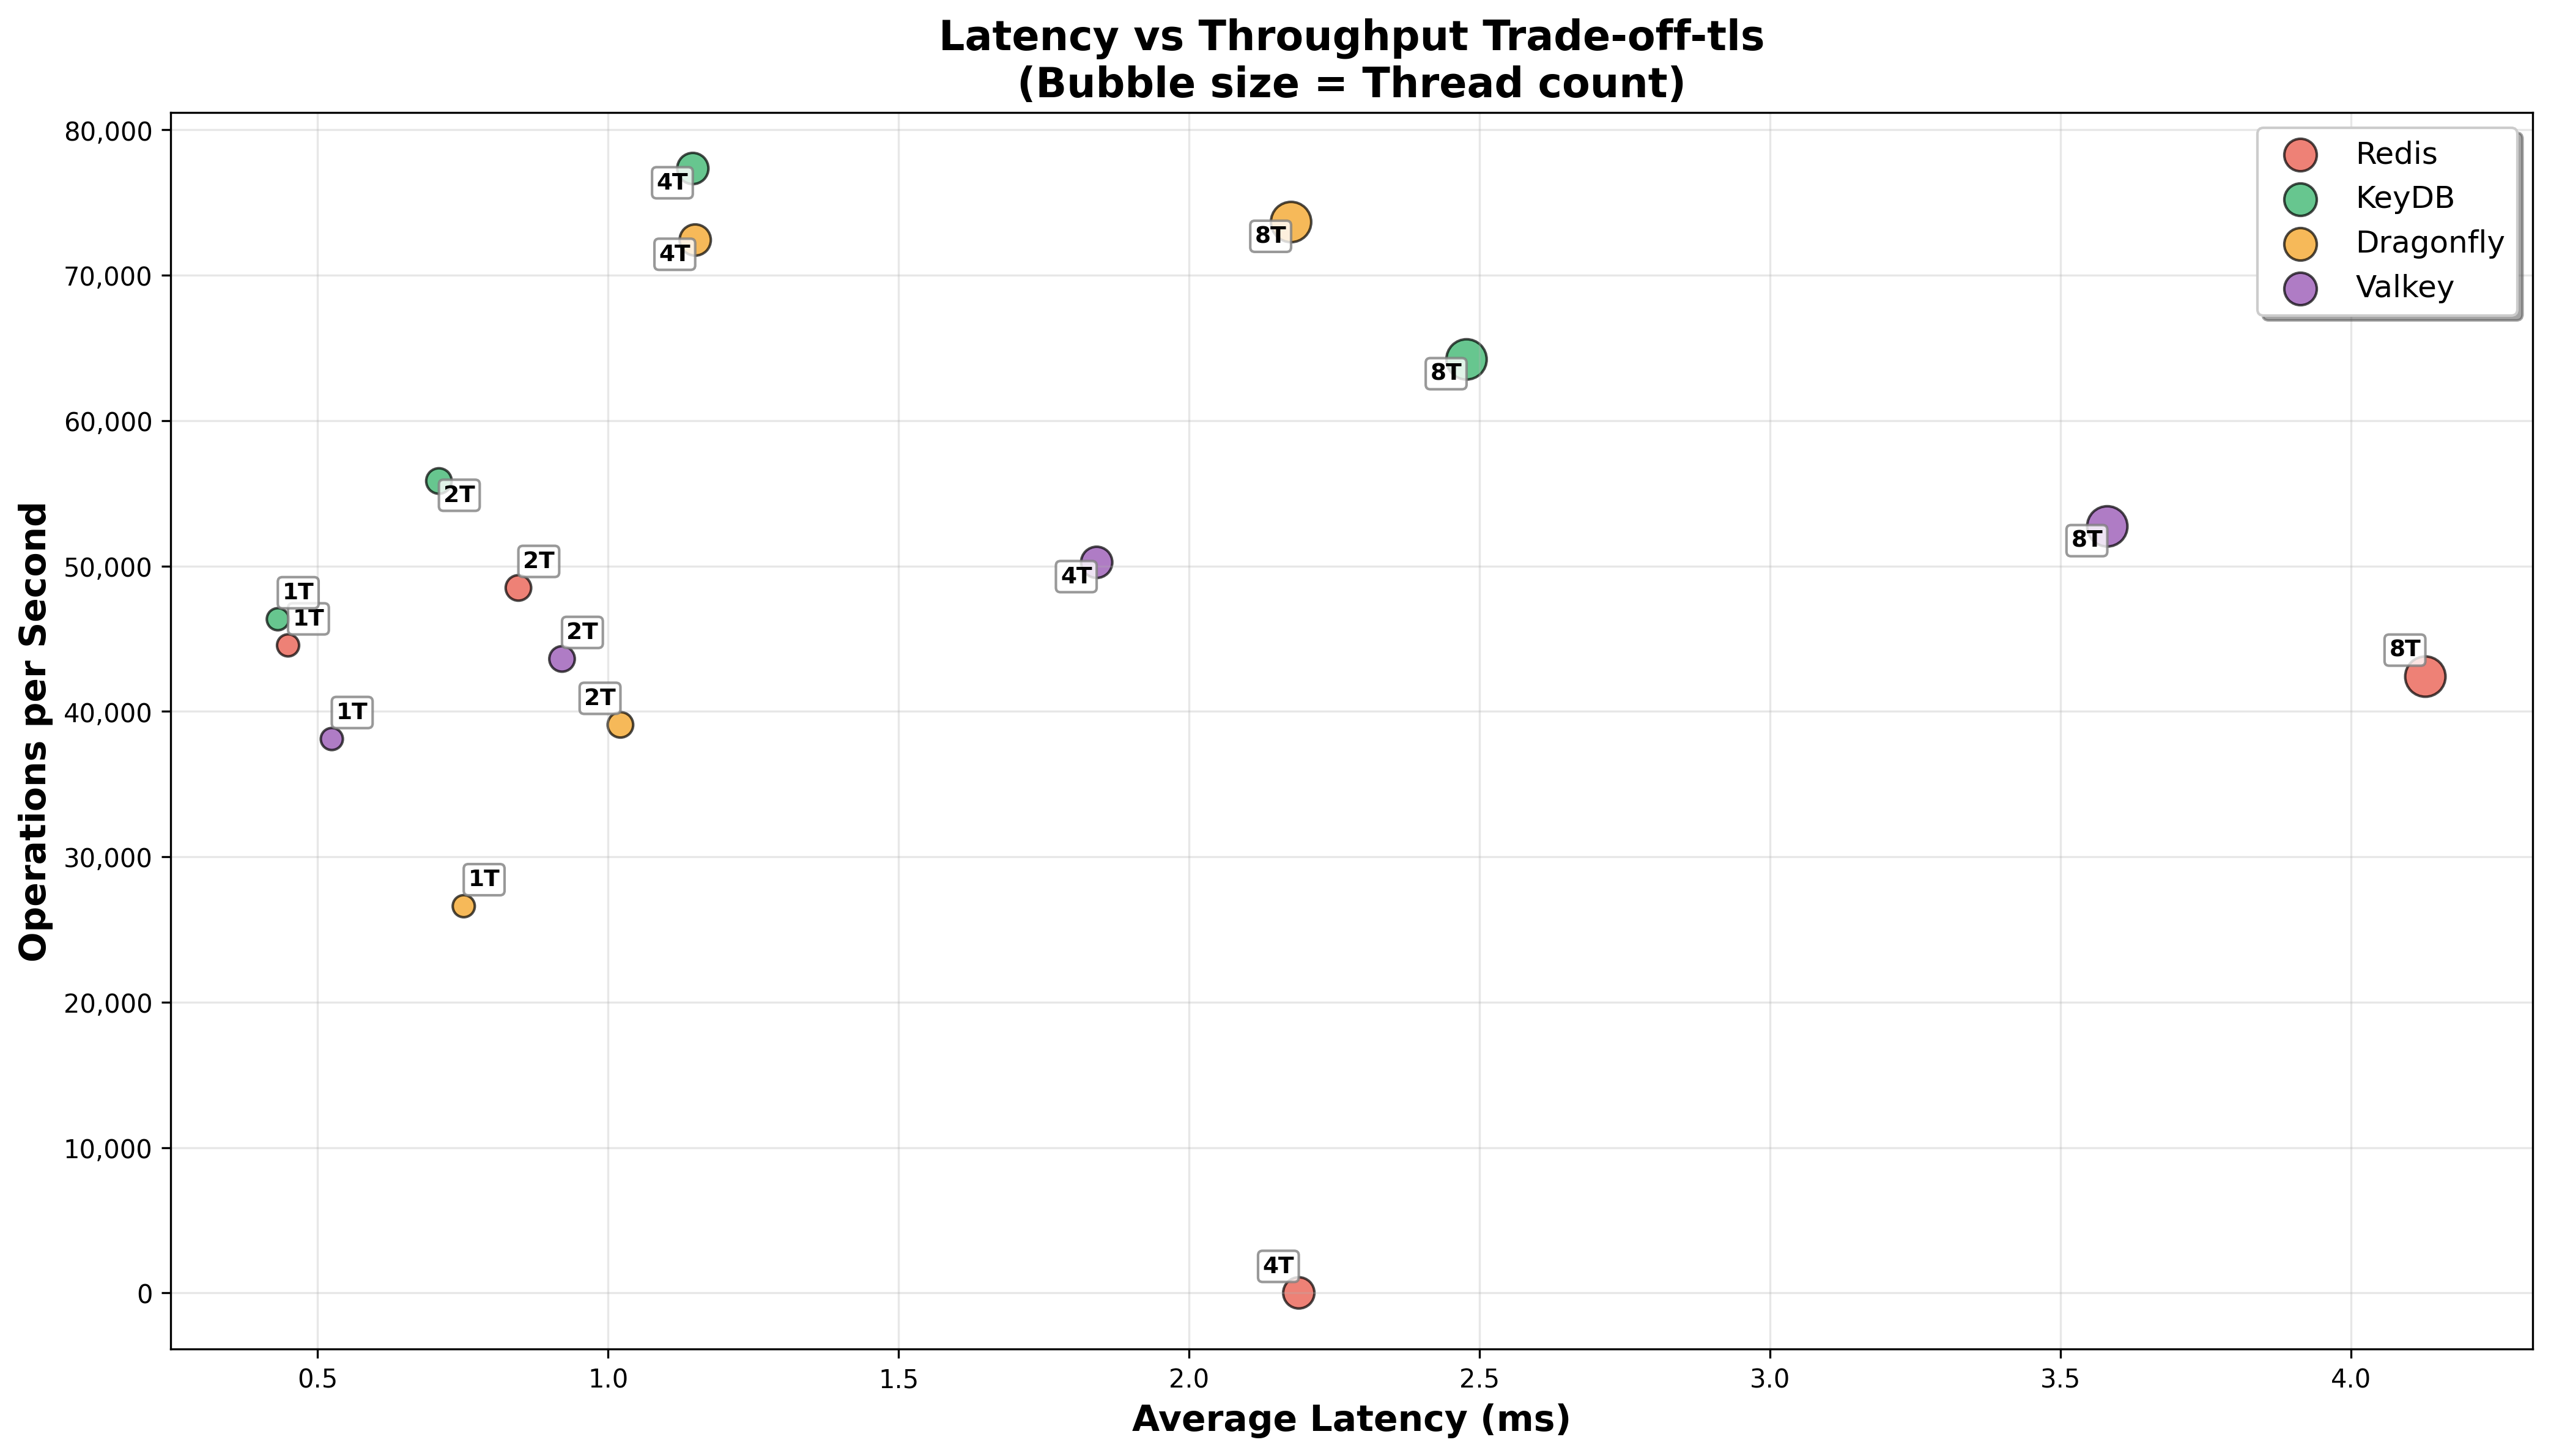 Latency vs Throughput Trade-off-tls
(Bubble size = Thread count)
Operations per Second
80,000
70,000
60,000
50,000
40,000
30,000
20,000
10,000
0
4T
4T
8T
8T
2T
2T
1T
1T
2T
4T
8T
8T
2T
1T
1T
4T
Redis
KeyDB
Dragonfly
Valkey
0.5
1.0
1.5
2.0
2.5
3.0
3.5
4.0
Average Latency (ms)